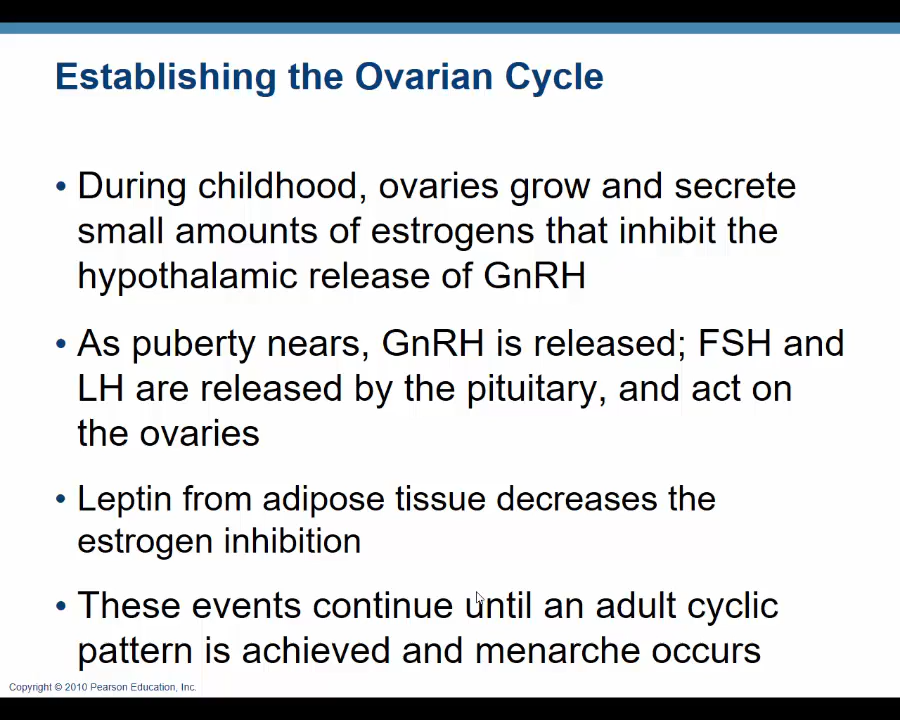 Establishing the Ovarian Cycle
• During childhood, ovaries grow and secrete
small amounts of estrogens that inhibit the
hypothalamic release of GnRH
• As puberty nears, GnRH is released; FSH and
LH are released by the pituitary, and act on
the ovaries
• Leptin from adipose tissue decreases the
estrogen inhibition
• These events continue until an adult cyclic
pattern is achieved and menarche occurs
Copyright © 2010 Pearson Education, Inc.